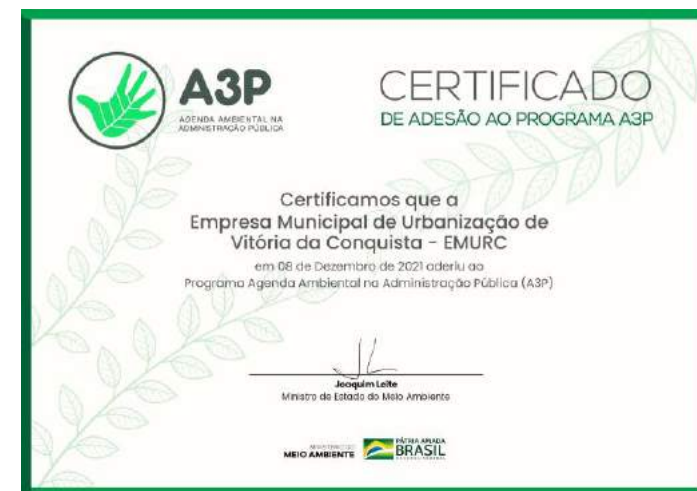 A3P
AGENDA AMBIENTAL NA
ADMINISTRAÇÃO PÚBLICA
CERTIFICADO
DE ADESÃO AO PROGRAMA A3P
Certificamos que a
Empresa Municipal de Urbanização de
Vitória da Conquista - EMURC
em 08 de Dezembro de 2021 aderiu ao
Programa Agenda Ambiental na Administração Pública (A3P)
Joaquim Leite
Ministro de Estado do Meio Ambiente
MINISTÉRIO DO
MEIO AMBIENTE
PÁTRIA AMADA
BRASIL